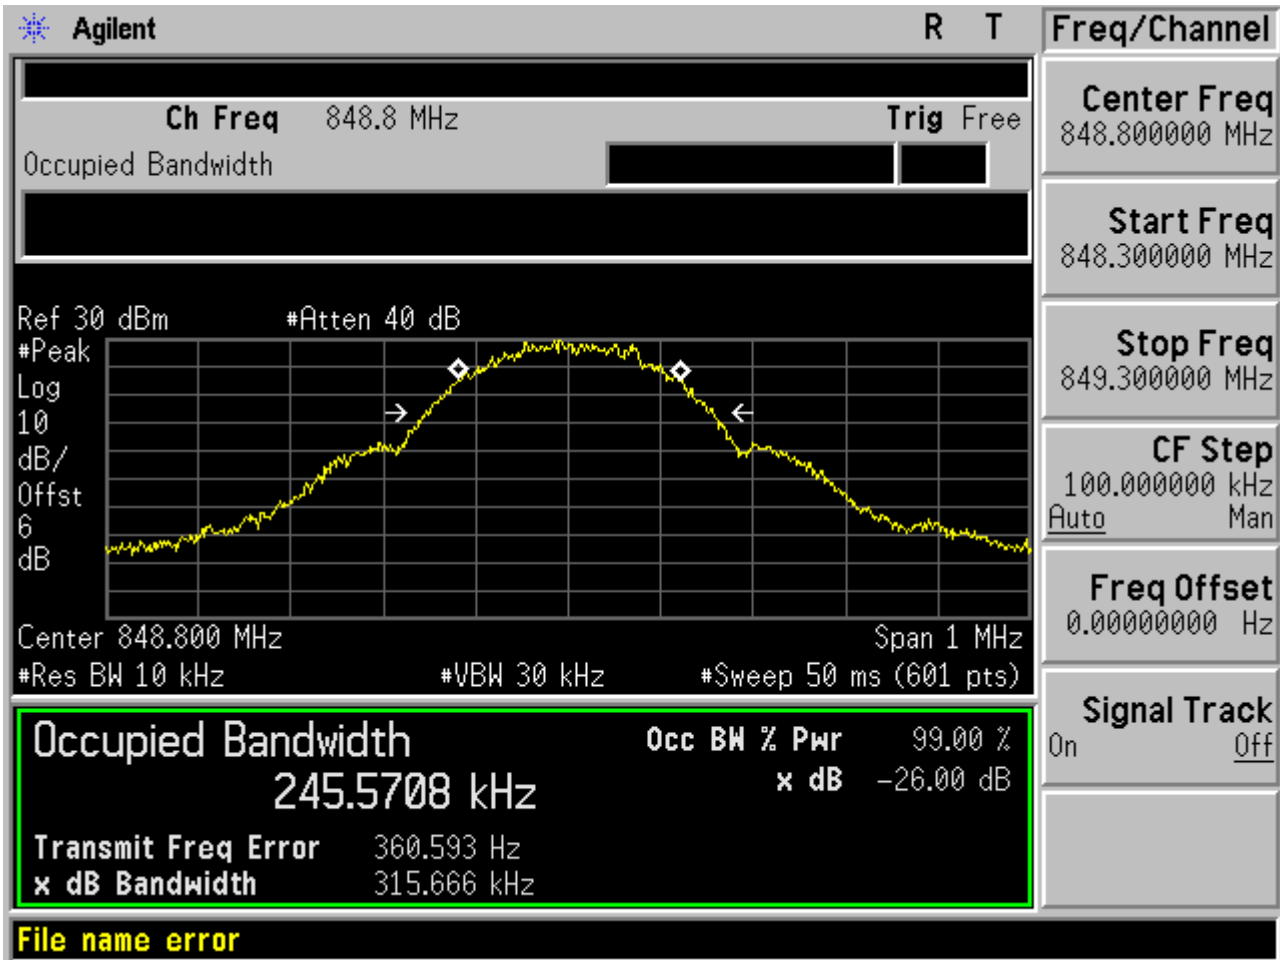 Agilent R T
Freq/Channel
Ch Freq 848.8 MHz Trig Free
Occupied Bandwidth
Ref 30 dBm #Atten 40 dB
#Peak
Log
10
dB/
Offst
6
dB
Center 848.800 MHz Span 1 MHz
#Res BW 10 kHz #VBW 30 kHz #Sweep 50 ms (601 pts)
Occupied Bandwidth
245.5708 kHz
Occ BW % Pwr 99.00 %
x dB -26.00 dB
Transmit Freq Error 360.593 Hz
x dB Bandwidth 315.666 kHz
File name error
Center Freq
848.800000 MHz
Start Freq
848.300000 MHz
Stop Freq
849.300000 MHz
CF Step
100.000000 kHz
Auto Man
Freq Offset
0.00000000 Hz
Signal Track
On Off